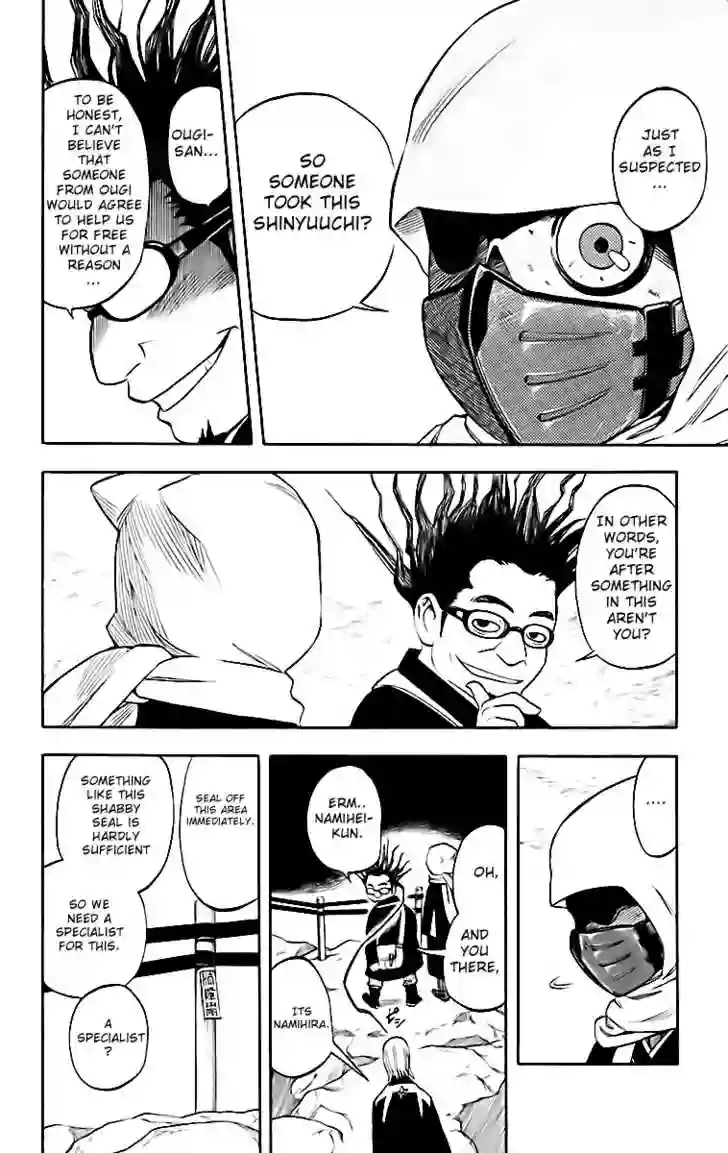 JUST
AS I
SUSPECTED
...
SO
SOMEONE
TOOK THIS
SHINYUUCHI?
OUGI-
SAN...
TO BE
HONEST,
I CAN'T
BELIEVE
THAT
SOMEONE
FROM OUGI
WOULD AGREE
TO HELP US
FOR FREE
WITHOUT A
REASON
...
IN OTHER
WORDS,
YOU'RE
AFTER
SOMETHING
IN THIS
AREN'T
YOU?
....
OH,
AND
YOU
THERE,
ERM..
NAMIHEI-
KUN.
ITS
NAMIHIRA.
ピシ
SEAL OFF
THIS AREA
IMMEDIATELY.
SOMETHING
LIKE THIS
SHABBY
SEAL IS
HARDLY
SUFFICIENT
SO WE
NEED A
SPECIALIST
FOR THIS.
A
SPECIALIST
?